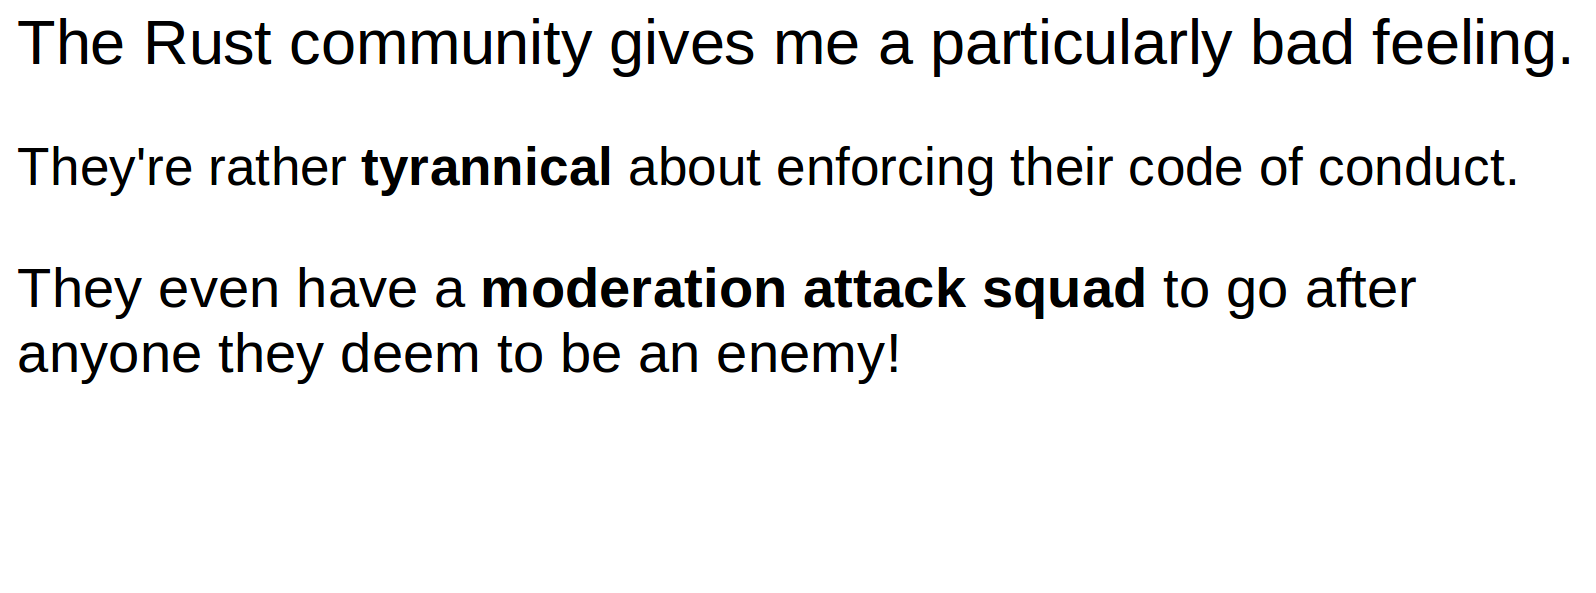 The Rust community gives me a particularly bad feeling.
They're rather tyrannical about enforcing their code of conduct.
They even have a moderation attack squad to go after
anyone they deem to be an enemy!